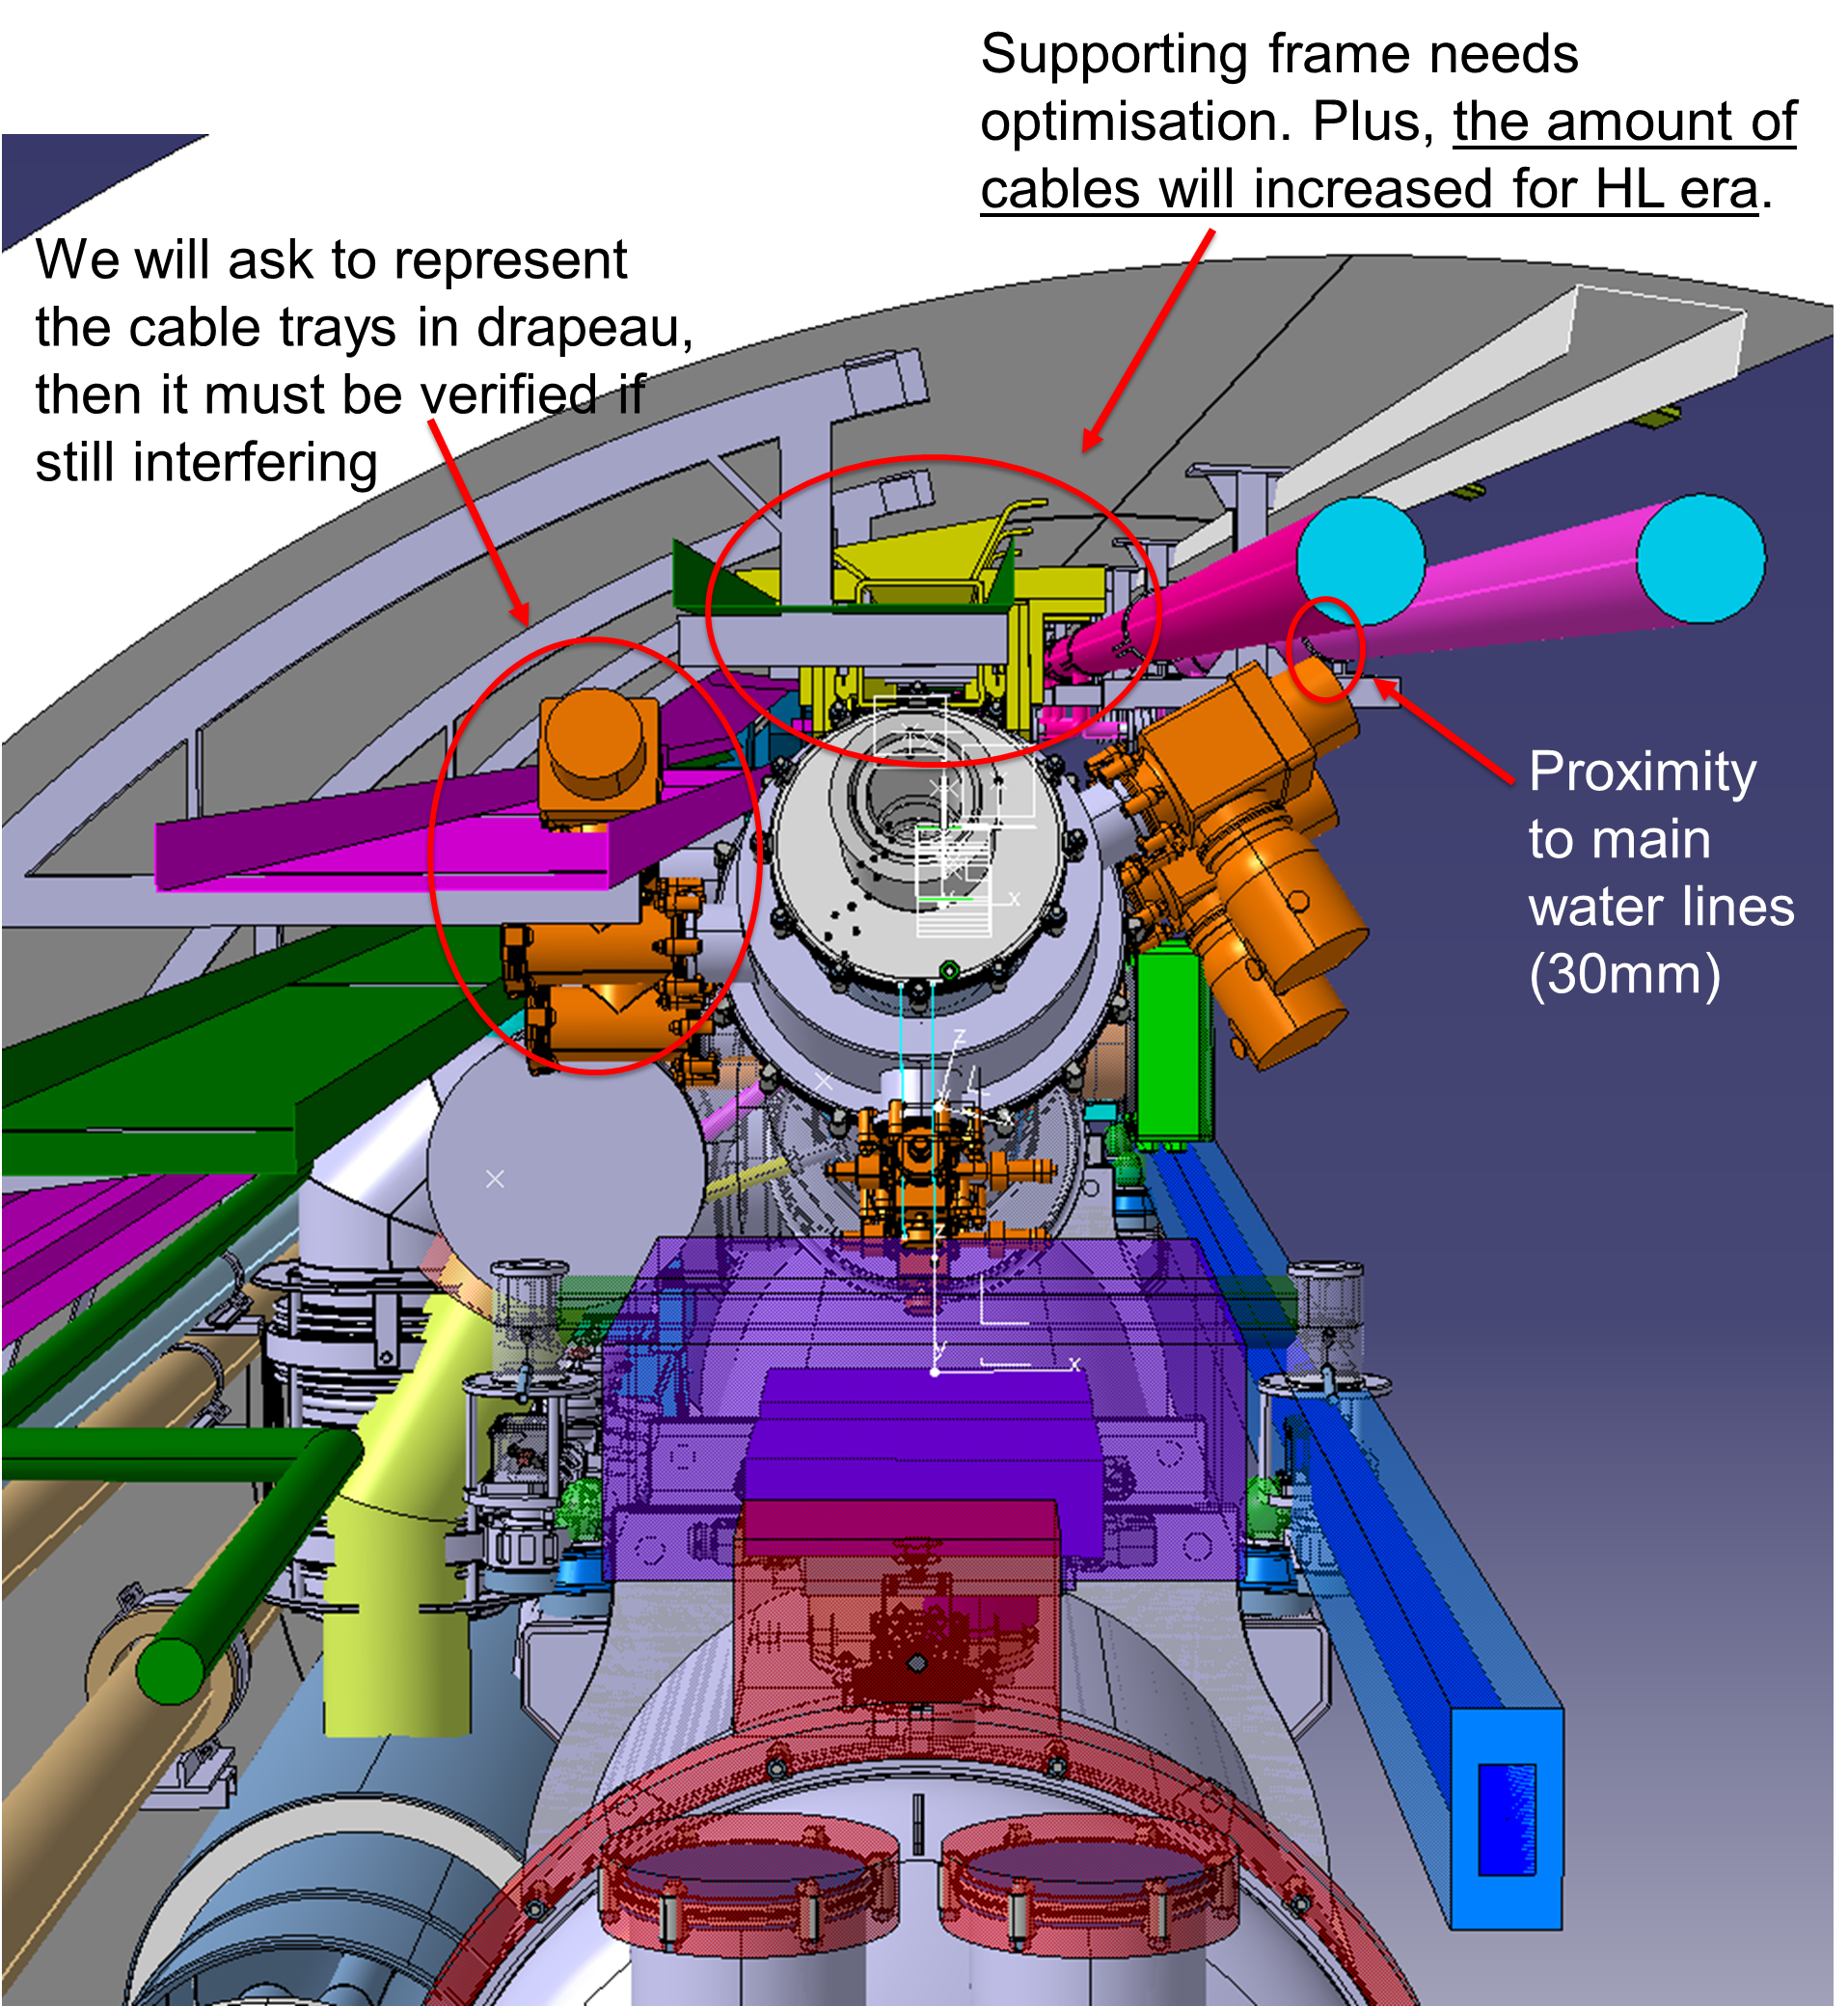 Supporting frame needs
optimisation. Plus, the amount of
cables will increased for HL era.
We will ask to represent
the cable trays in drapeau,
then it must be verified if
still interfering
Proximity
to main
water lines
(30mm)
z
x
z
y
x